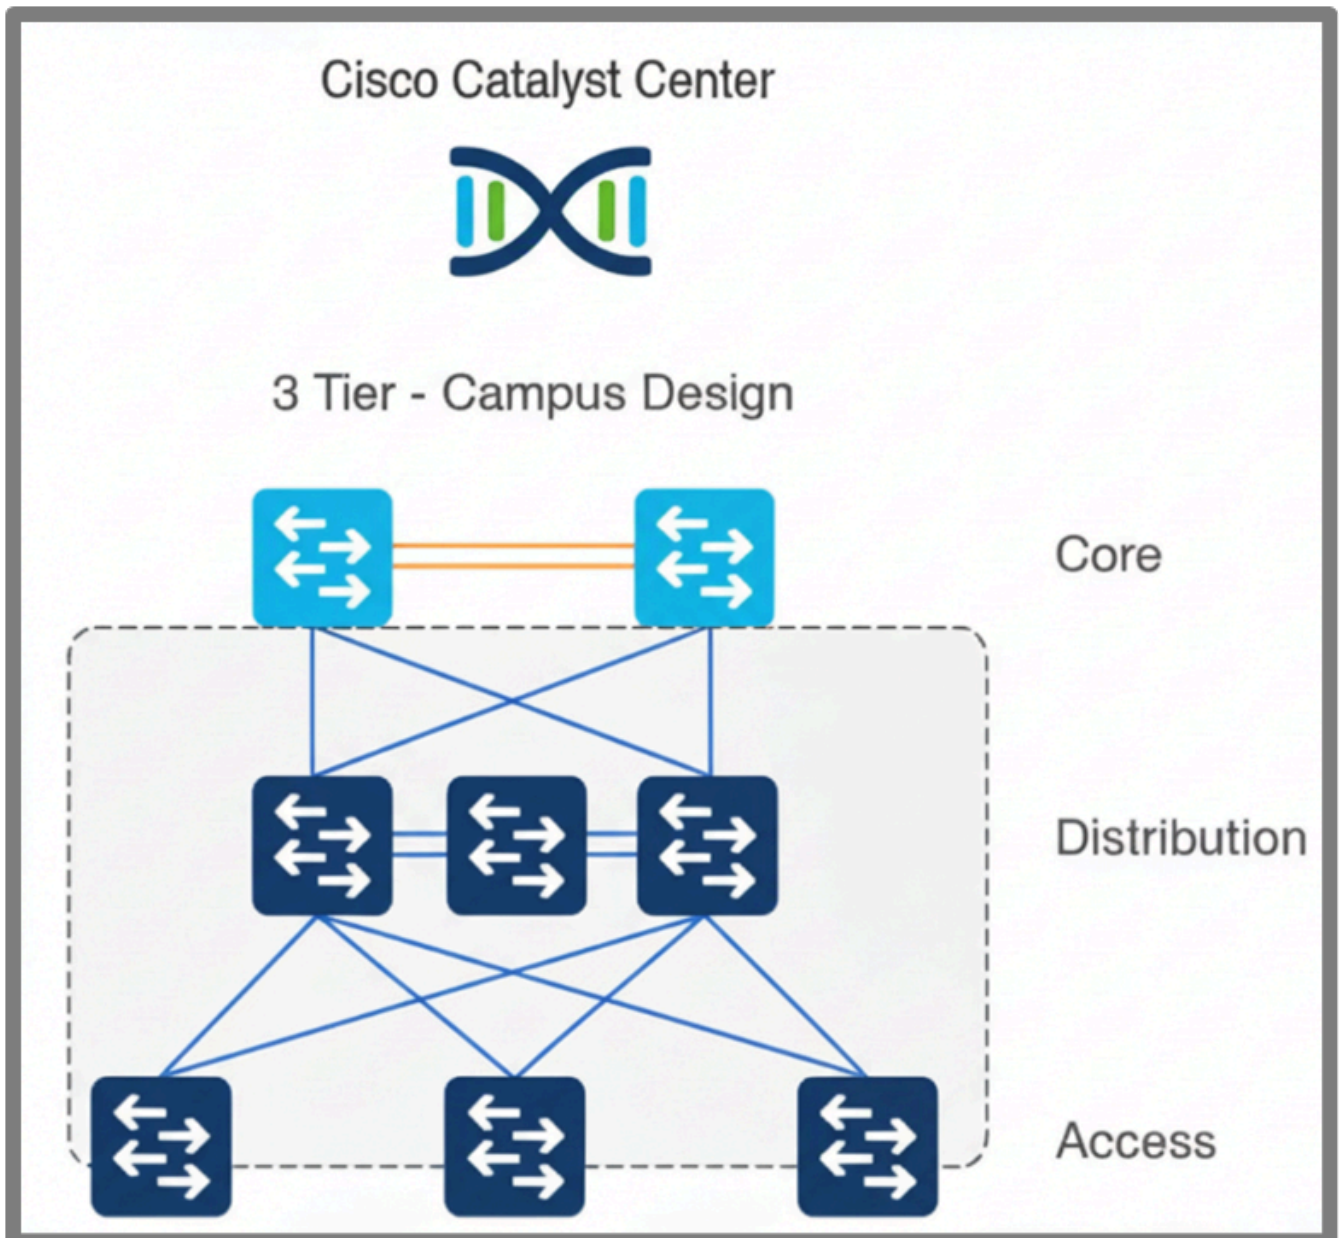 Cisco Catalyst Center
3 Tier - Campus Design
Core
Distribution
Access